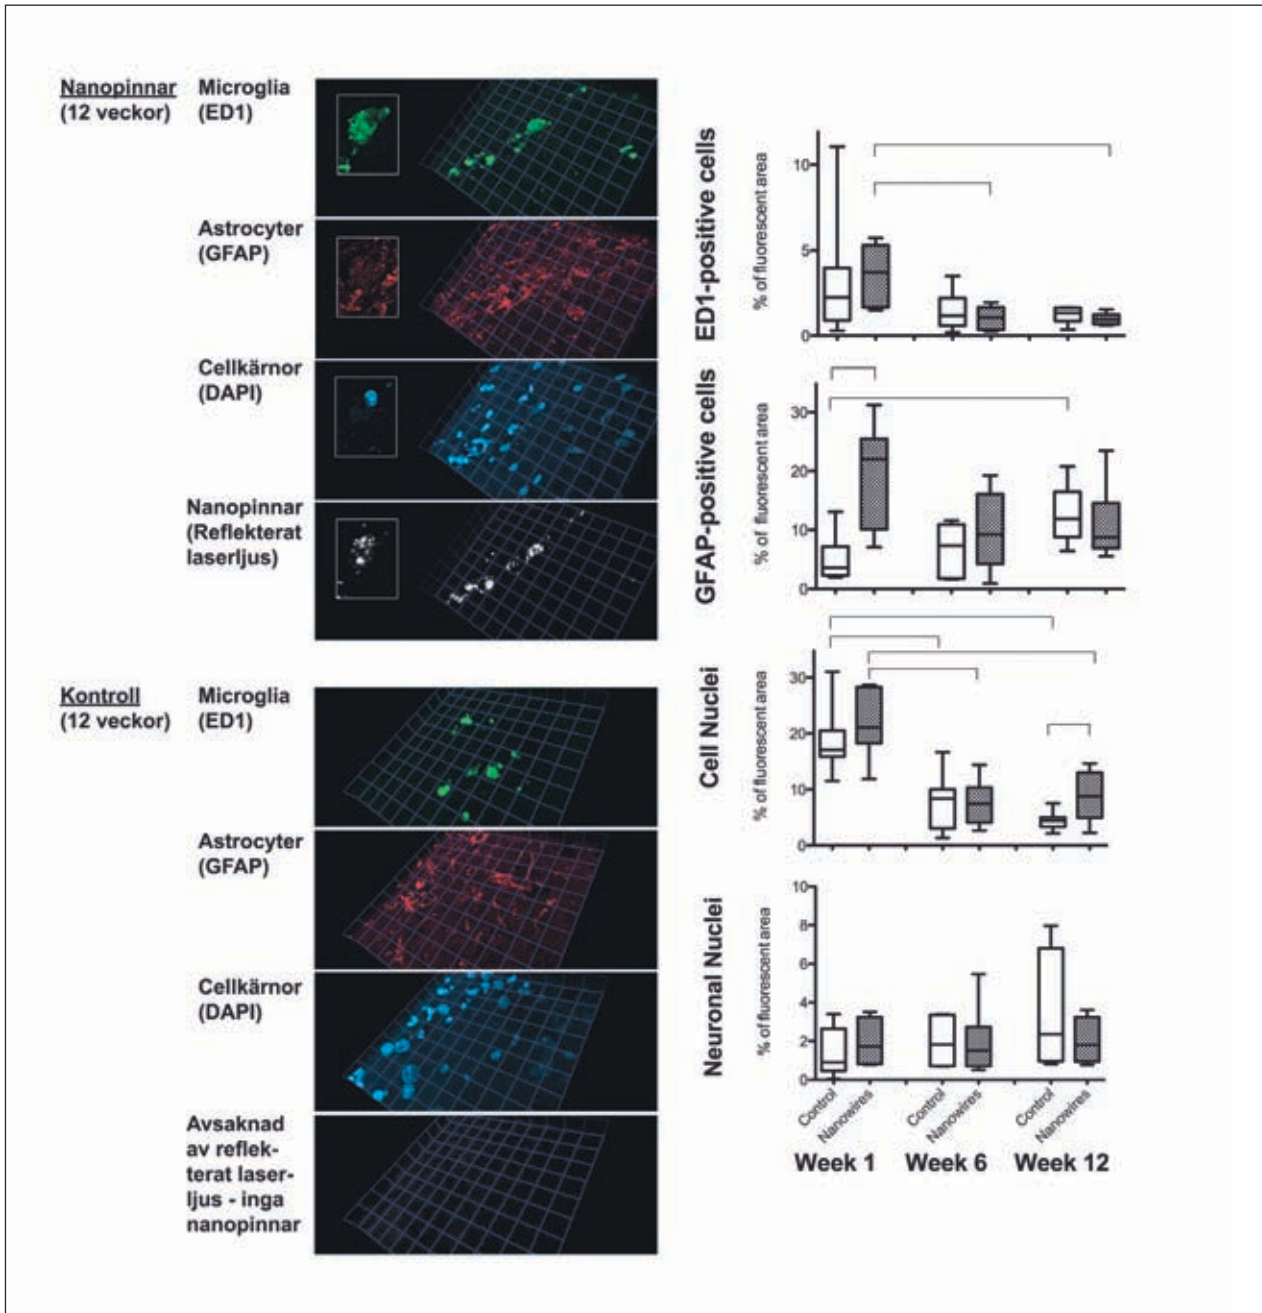 Nanopinnar
(12 veckor)
Microglia
(ED1)
Astrocyter
(GFAP)
Cellkärnor
(DAPI)
Nanopinnar
(Reflekterat
laserljus)
Kontroll
(12 veckor)
Microglia
(ED1)
Astrocyter
(GFAP)
Cellkärnor
(DAPI)
Avsaknad
av reflek-
terat laser-
ljus - inga
nanopinnar
ED1-positive cells
% of fluorescent area
10
5
0
GFAP-positive cells
% of fluorescent area
30
20
10
0
Cell Nuclei
% of fluorescent area
30
20
10
0
Neuronal Nuclei
% of fluorescent area
10
8
6
4
2
0
Control
Nanowires
Control
Nanowires
Control
Nanowires
Week 1
Week 6
Week 12